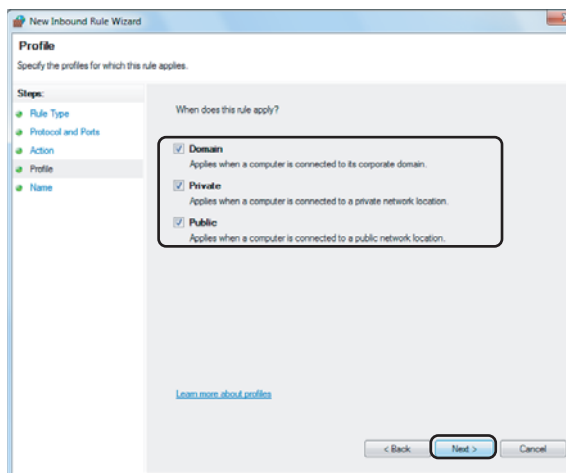 New Inbound Rule Wizard
Profile
Specify the profiles for which this rule applies.
Steps:
Rule Type
Protocol and Ports
Action
Profile
Name
When does this rule apply?
Domain
Applies when a computer is connected to its corporate domain.
Private
Applies when a computer is connected to a private network location.
Public
Applies when a computer is connected to a public network location.
Learn more about profiles
< Back
Next >
Cancel